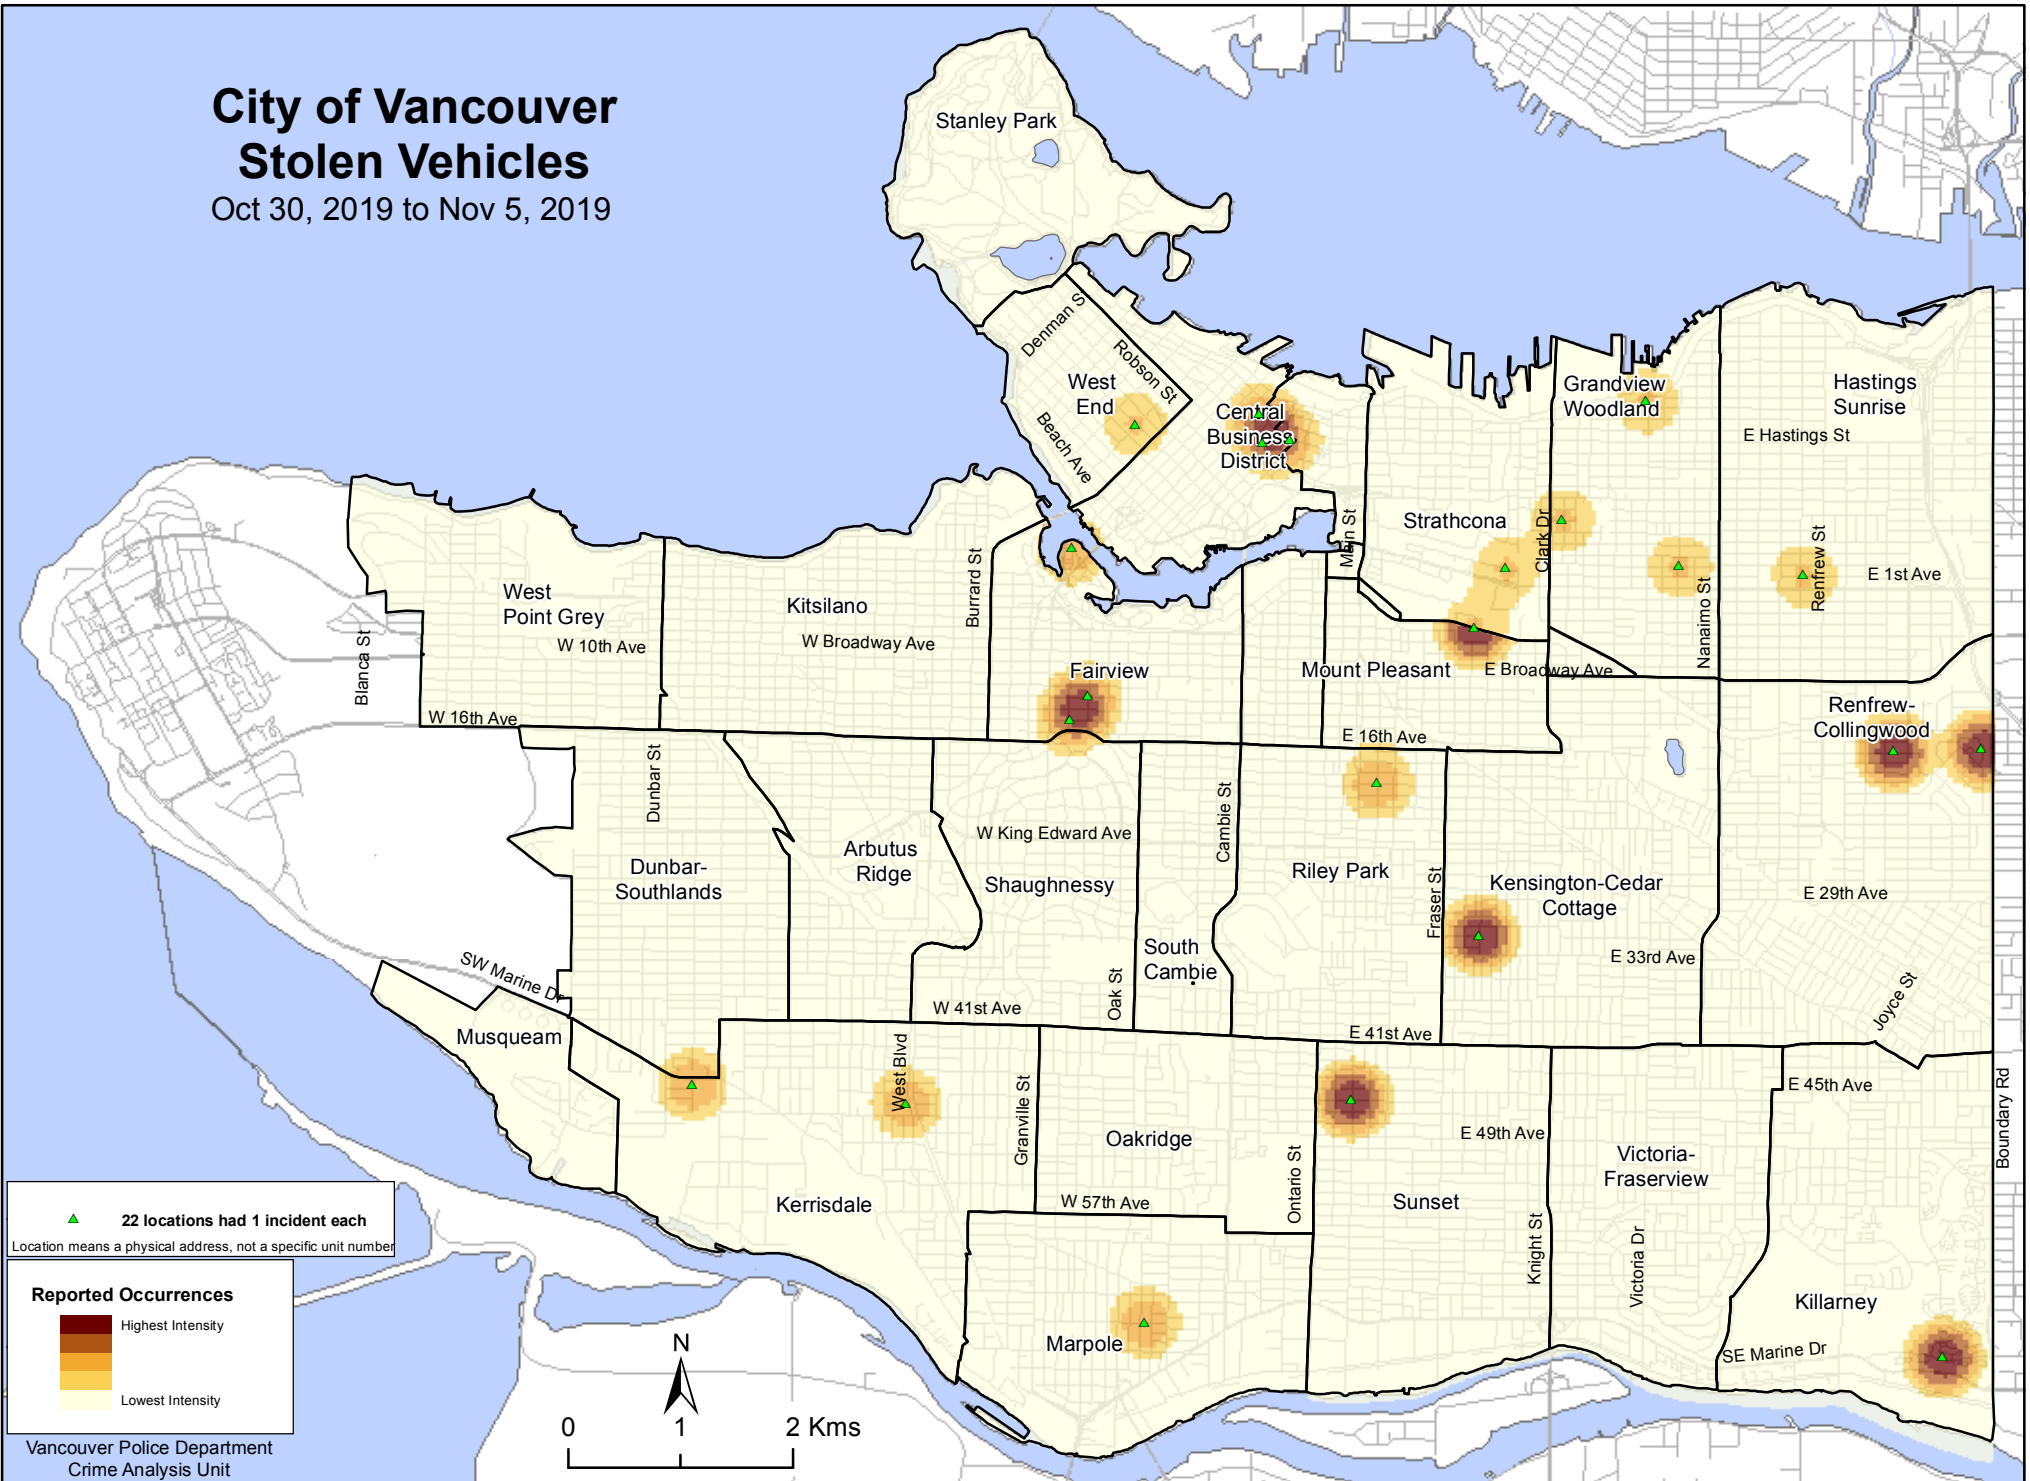 City of Vancouver
Stolen Vehicles
Oct 30, 2019 to Nov 5, 2019
Stanley Park
Denman S
Robson St
West
End
Beach Ave
Central
Business
District
Grandview
Woodland
Hastings
Sunrise
E Hastings St
Strathcona
Main St
Clark Dr
Nanaimo St
Renfrew St
E 1st Ave
West
Point Grey
W 10th Ave
Blanca St
W 16th Ave
Kitsilano
W Broadway Ave
Burrard St
Fairview
Mount Pleasant
E Broadway Ave
E 16th Ave
Renfrew-
Collingwood
Dunbar St
Dunbar-
Southlands
Arbutus
Ridge
W King Edward Ave
Shaughnessy
Cambie St
Riley Park
Fraser St
Kensington-Cedar
Cottage
E 29th Ave
E 33rd Ave
South
Cambie
Oak St
W 41st Ave
E 41st Ave
Joyce St
SW Marine Dr
Musqueam
West Blvd
Granville St
Oakridge
W 57th Ave
Ontario St
E 49th Ave
Sunset
Knight St
Victoria-
Fraserview
Victoria Dr
E 45th Ave
Boundary Rd
Kerrisdale
Marpole
Killarney
SE Marine Dr
22 locations had 1 incident each
Location means a physical address, not a specific unit number
Reported Occurrences
Highest Intensity
Lowest Intensity
Vancouver Police Department
Crime Analysis Unit
N
0 1 2 Kms